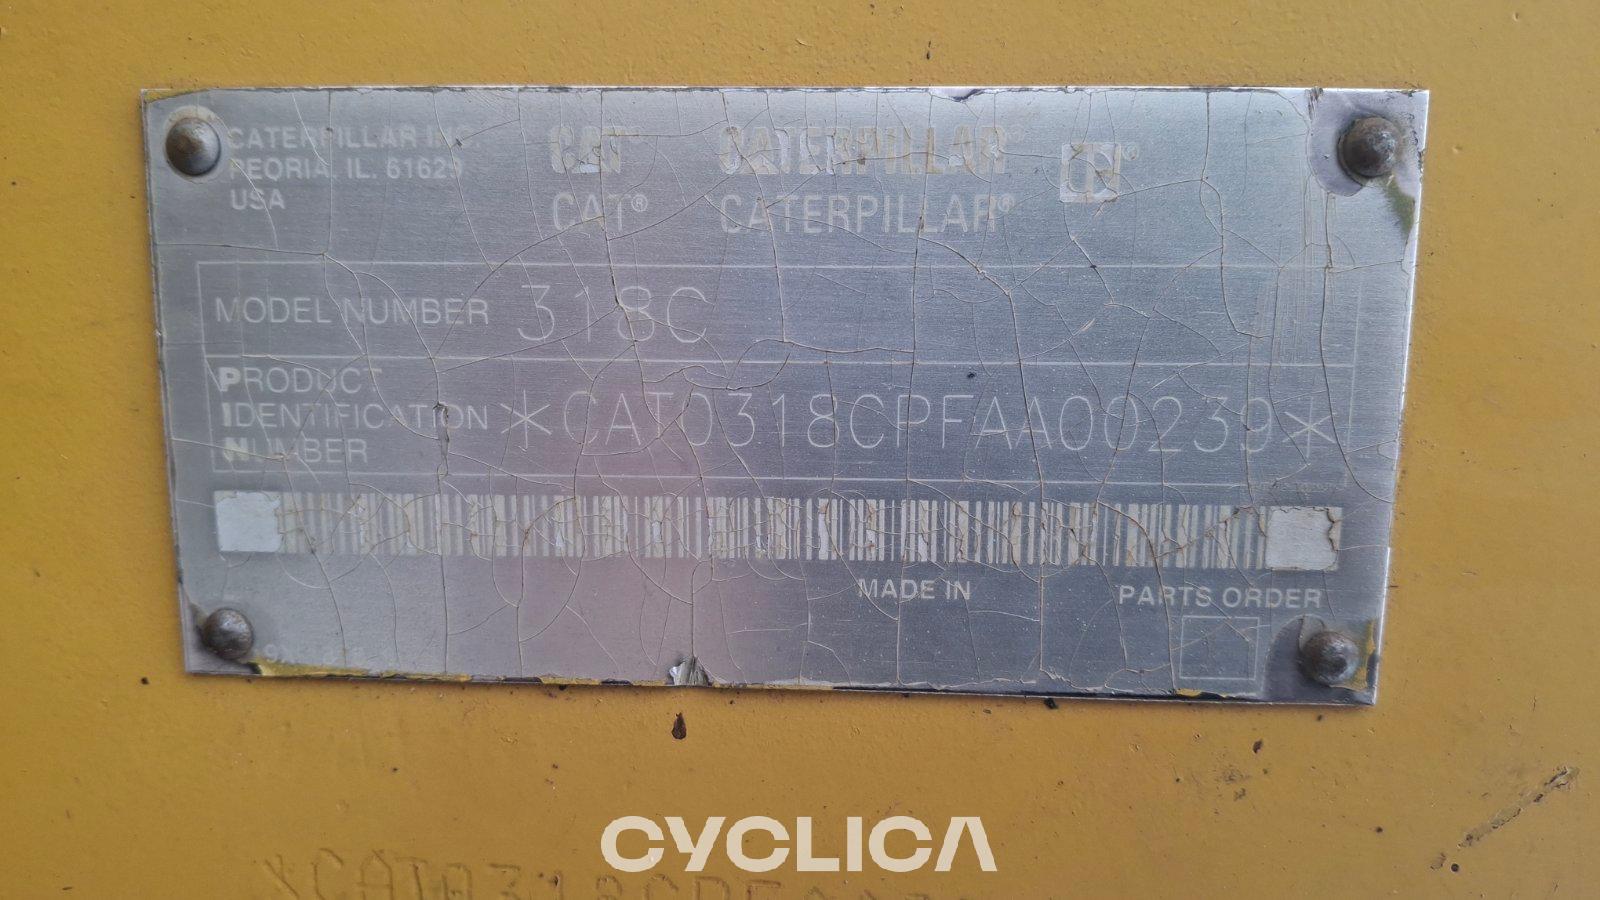 CATERPILLAR INC.
PEORIA, IL. 61629
USA
CAT CATERPILLAR®
CAT® CATERPILLAR®
MODEL NUMBER 318C
PRODUCT
IDENTIFICATION
NUMBER
*CAT0318CPFAA00239*
MADE IN
PARTS ORDER
CYCLICA
*CAT0318CPFA